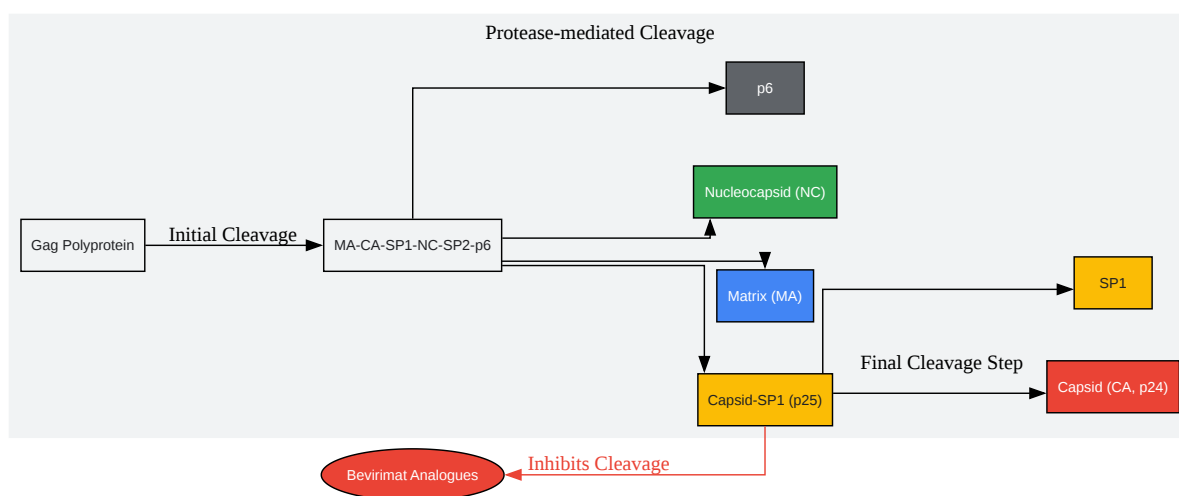 Protease-mediated Cleavage
p6
Nucleocapsid (NC)
Gag Polyprotein
Initial Cleavage
MA-CA-SP1-NC-SP2-p6
Matrix (MA)
SP1
Final Cleavage Step
Capsid-SP1 (p25)
Capsid (CA, p24)
Inhibits Cleavage
Bevirimat Analogues